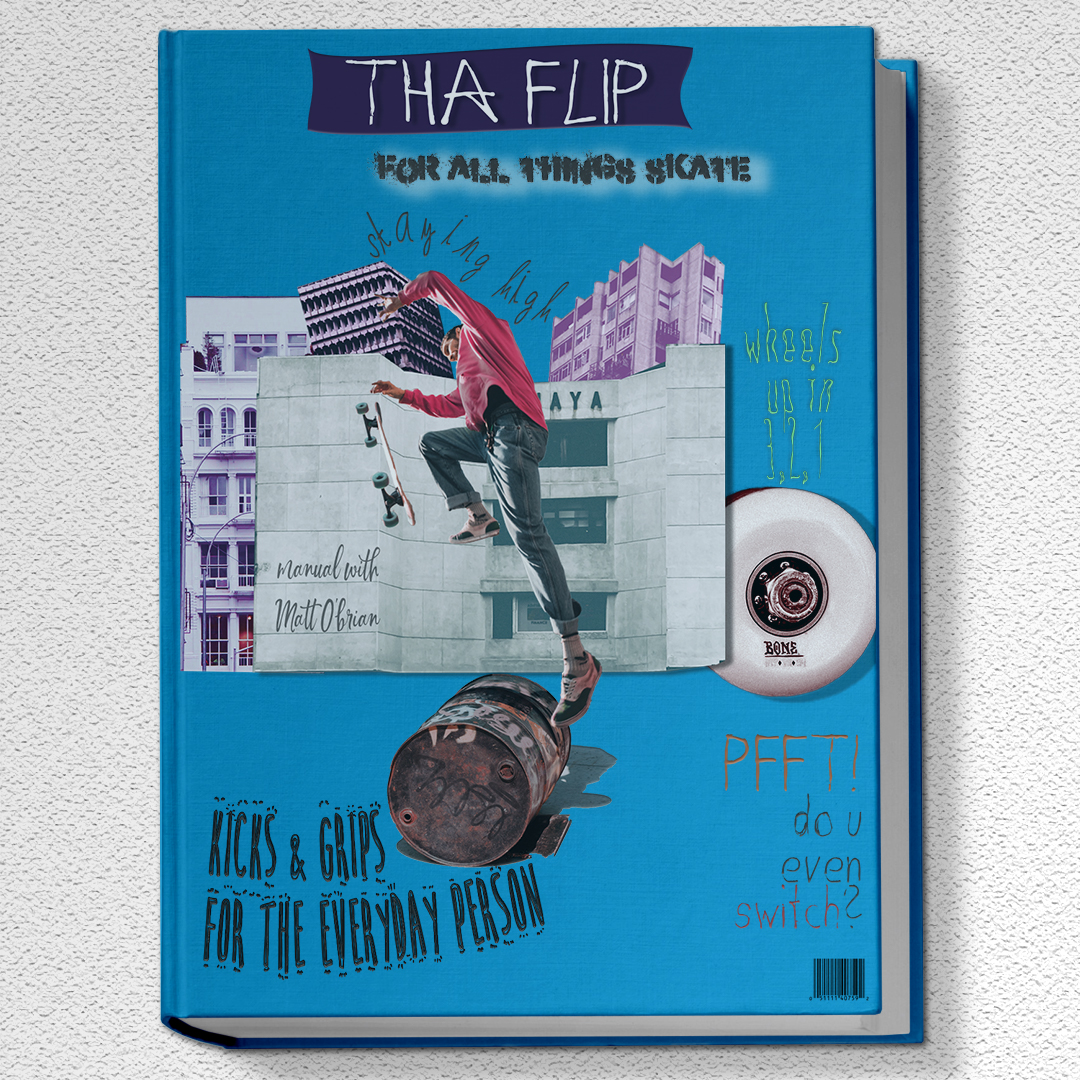 THA FLIP
FOR ALL THINGS SKATE
staying high
AYA
wheels
up in
3,2,1
manual with
Matt O'brian
BONE
PFFT!
do u
even
switch?
KICKS & GRIPS
FOR THE EVERYDAY PERSON